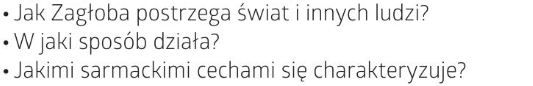 • Jak Zagłoba postrzega świat i innych ludzi?
• W jaki sposób działa?
• Jakimi sarmackimi cechami się charakteryzuje?